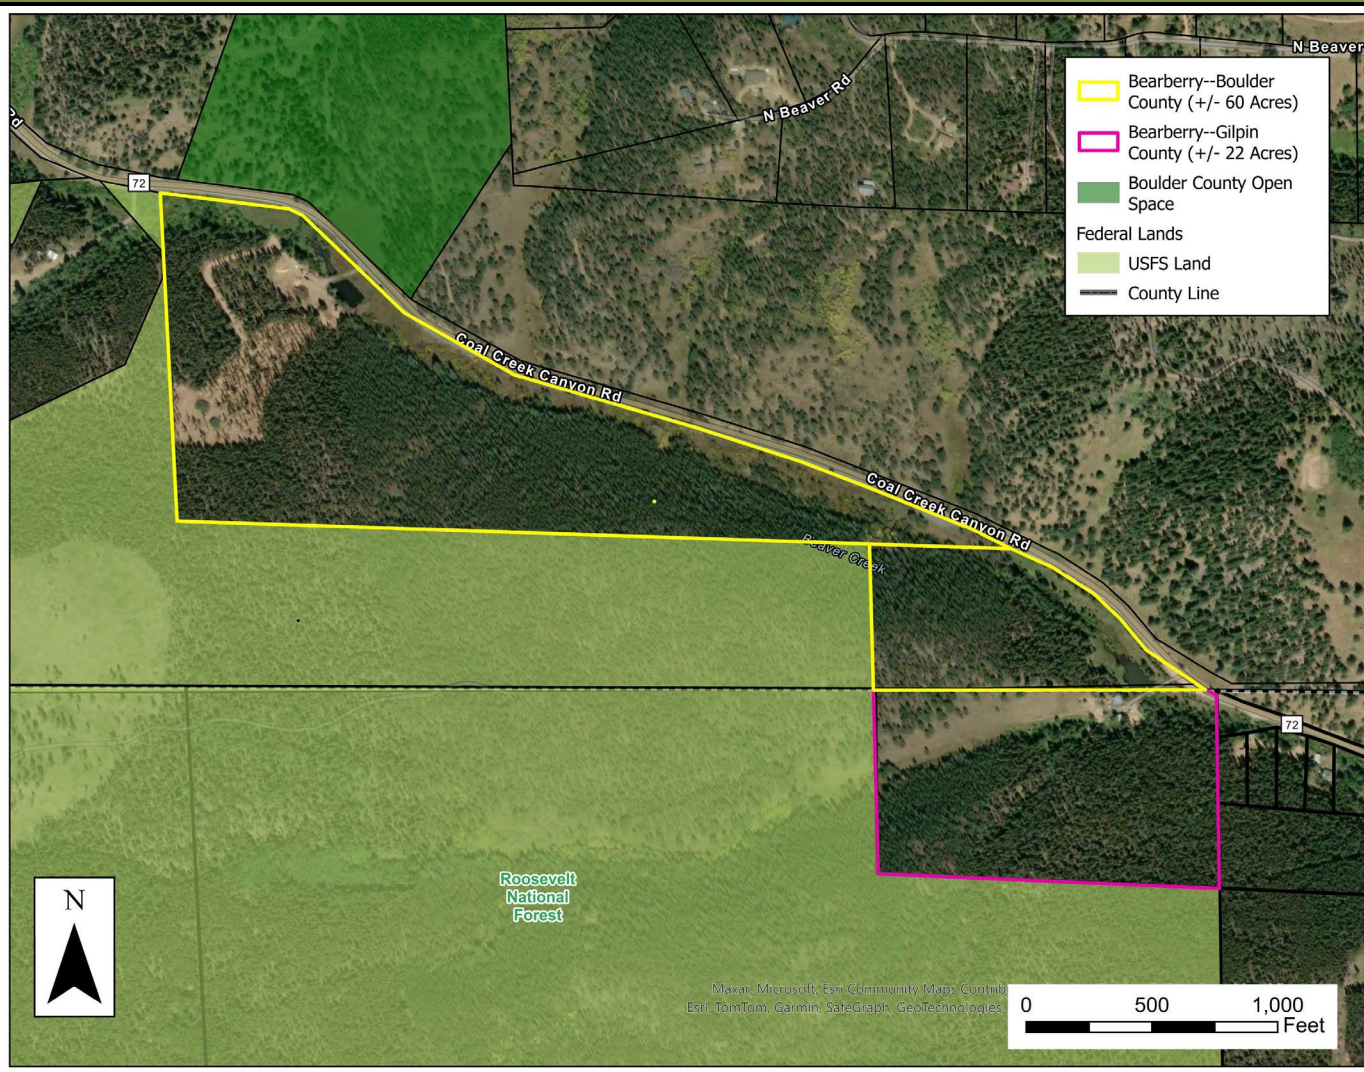 N Beaver
N Beaver Rd
Rd
72
Bearberry--Boulder
County (+/- 60 Acres)
Bearberry--Gilpin
County (+/- 22 Acres)
Boulder County Open
Space
Federal Lands
USFS Land
County Line
Coal Creek Canyon Rd
Coal Creek Canyon Rd
Beaver Creek
72
Roosevelt
National
Forest
N
Maxar, Microsoft, Esri Community Maps Contrib
Esri, TomTom, Garmin, SafeGraph, GeoTechnologies,
0 500 1,000
Feet